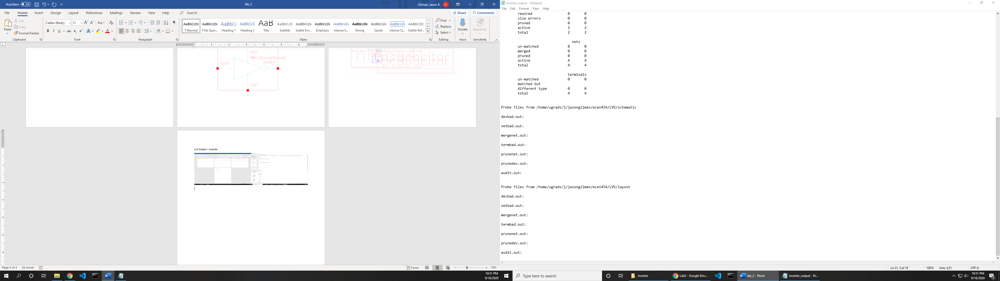 AutoSave Off lab_2 Gilman, Jason A GJ
File Home Insert Design Layout References Mailings Review View Help Search Share Comments
Paste Cut Copy Format Painter
Calibri (Body) 11
AaBbCcDc AaBbCcDc AaBbCc AaBbCcD AaB AaBbCcD AaBbCcDc AaBbCcDc AaBbCcDc AaBbCcDc AaBbCcDc AaBbCcDc AABBCCDC
¶ Normal ¶ No Spac... Heading 1 Heading 2 Title Subtitle Subtle Em... Emphasis Intense E... Strong Quote Intense Q... Subtle Ref...
Find Replace Select
Dictate Sensitivity
Clipboard Font Paragraph Styles Editing Voice Sensitivity
VDD
[@instanceName]
input output
GND
pcapacitor
LVS Output – inverter
Page 4 of 4 28 words Focus 70%
10:31 PM
9/16/2020
inverter_output - Notepad
File Edit Format View Help
rewired 0 0
size errors 0 0
pruned 0 0
active 2 2
total 2 2
nets
un-matched 0 0
merged 0 0
pruned 0 0
active 4 4
total 4 4
terminals
un-matched 0 0
matched but
different type 0 0
total 4 4
Probe files from /home/ugrads/j/jasongilman/ecen454/LVS/schematic
devbad.out:
netbad.out:
mergenet.out:
termbad.out:
prunenet.out:
prunedev.out:
audit.out:
Probe files from /home/ugrads/j/jasongilman/ecen454/LVS/layout
devbad.out:
netbad.out:
mergenet.out:
termbad.out:
prunenet.out:
prunedev.out:
audit.out:
Ln 31, Col 19 100% Unix (LF) UTF-8
Type here to search inverter Lab2 - Google Driv... lab_2 - Word inverter_output - N...
10:31 PM
9/16/2020
2